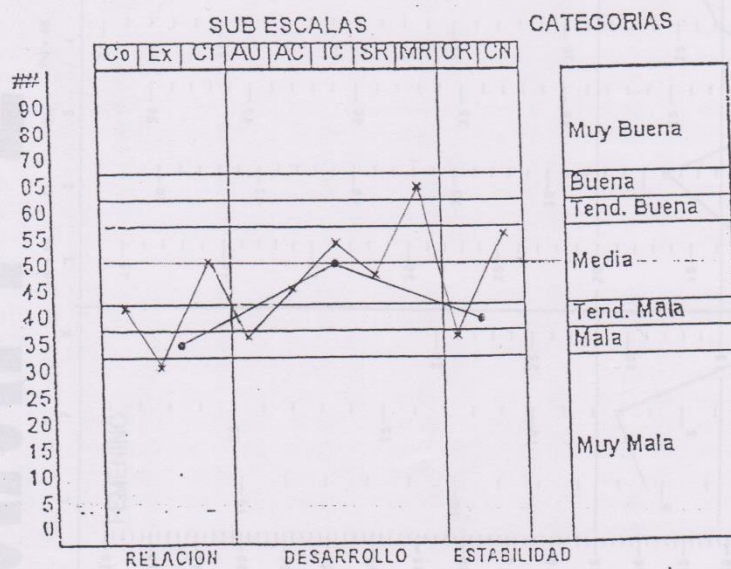 SUB ESCALAS CATEGORIAS
Co Ex CT AU AC IC SR MR OR CN
##
90
80
70
65
60
55
50
45
40
35
30
25
20
15
10
5
0
Muy Buena
Buena
Tend. Buena
Media
Tend. Mala
Mala
Muy Mala
RELACION DESARROLLO ESTABILIDAD